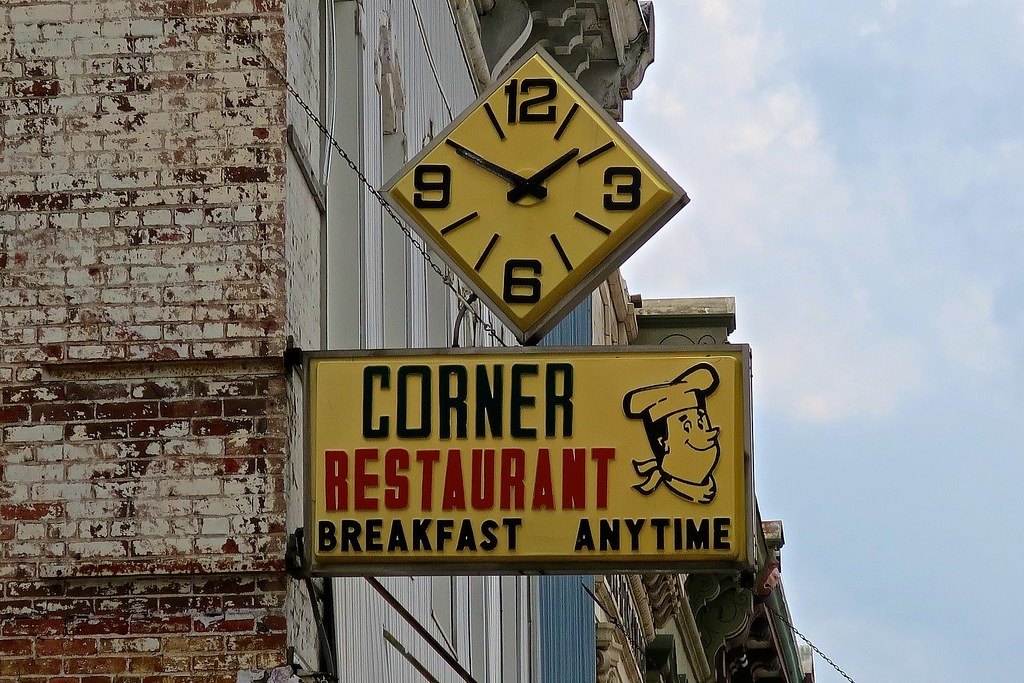 12
9 3
6
CORNER
RESTAURANT
BREAKFAST ANYTIME